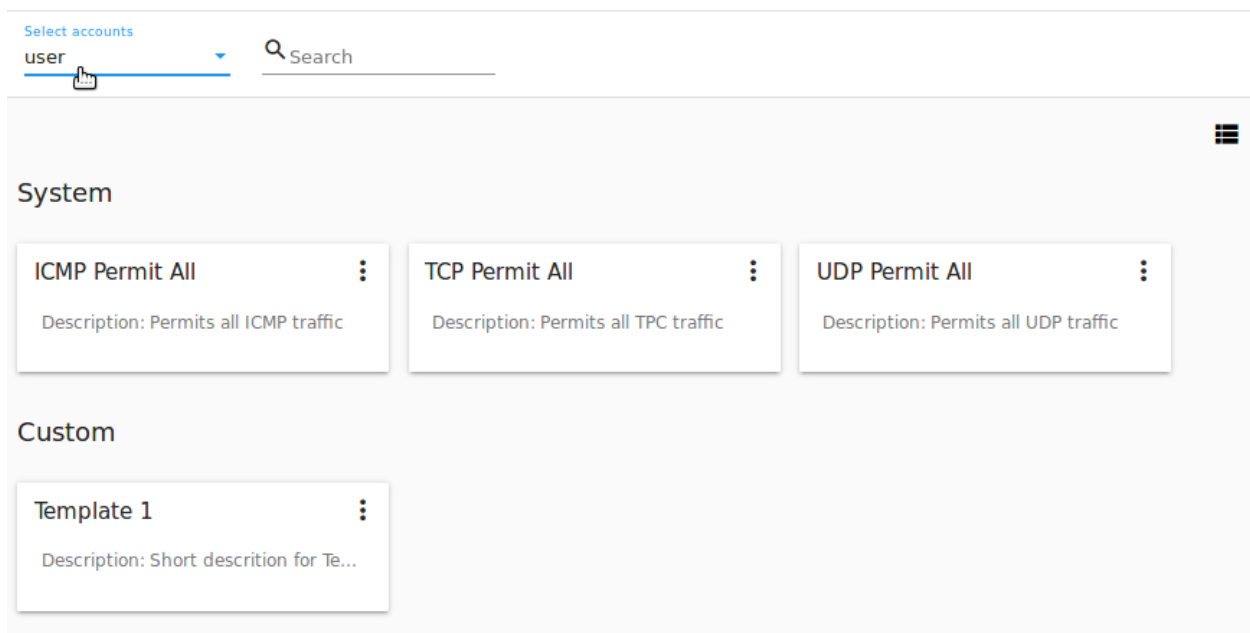 Select accounts
user
Search
System
ICMP Permit All
TCP Permit All
UDP Permit All
Description: Permits all ICMP traffic
Description: Permits all TPC traffic
Description: Permits all UDP traffic
Custom
Template 1
Description: Short descrition for Te...